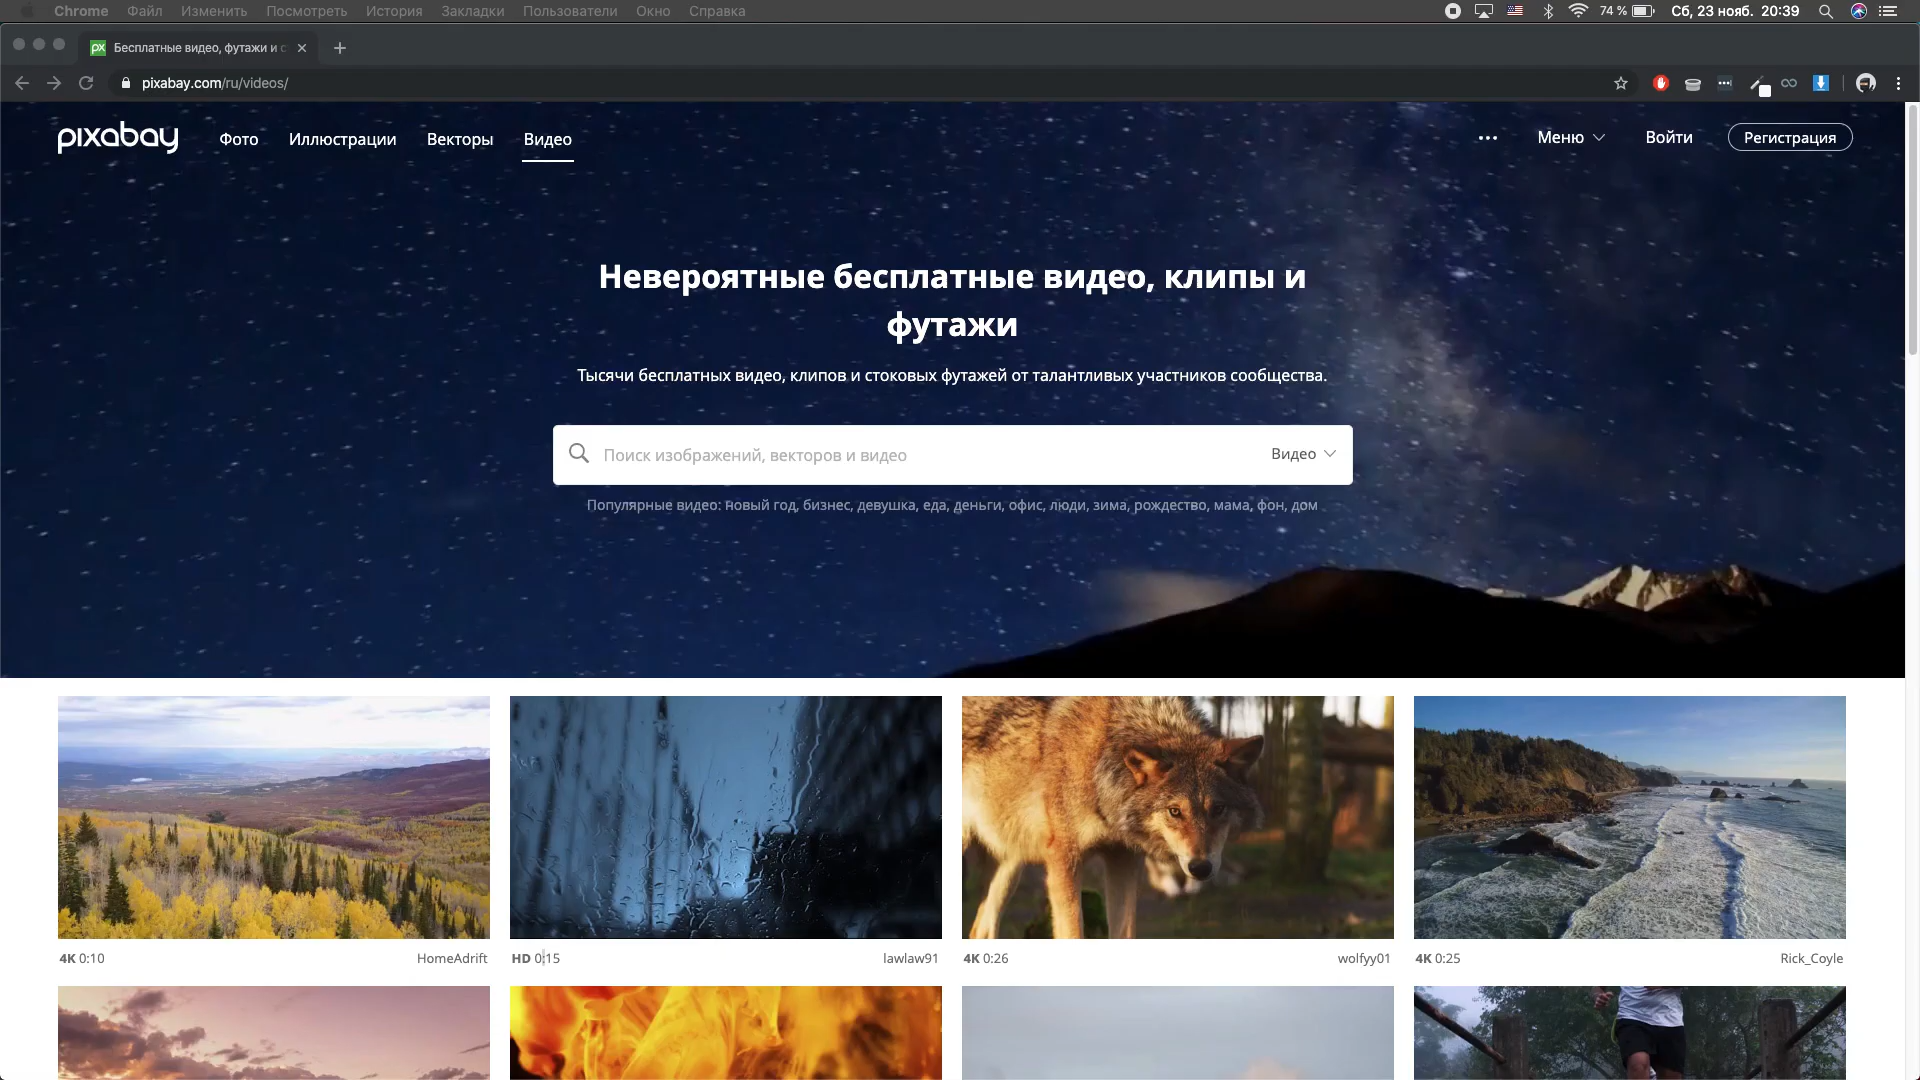 Chrome Файл Изменить Посмотреть История Закладки Пользователи Окно Справка 74 % Сб, 23 нояб. 20:39
px Бесплатные видео, футажи и с
pixabay.com/ru/videos/
pixabay Фото Иллюстрации Векторы Видео Меню Войти Регистрация
Невероятные бесплатные видео, клипы и
футажи
Тысячи бесплатных видео, клипов и стоковых футажей от талантливых участников сообщества.
Поиск изображений, векторов и видео Видео
Популярные видео: новый год, бизнес, девушка, еда, деньги, офис, люди, зима, рождество, мама, фон, дом
4K 0:10 HomeAdrift
HD 0:15 lawlaw91
4K 0:26 wolfyy01
4K 0:25 Rick_Coyle